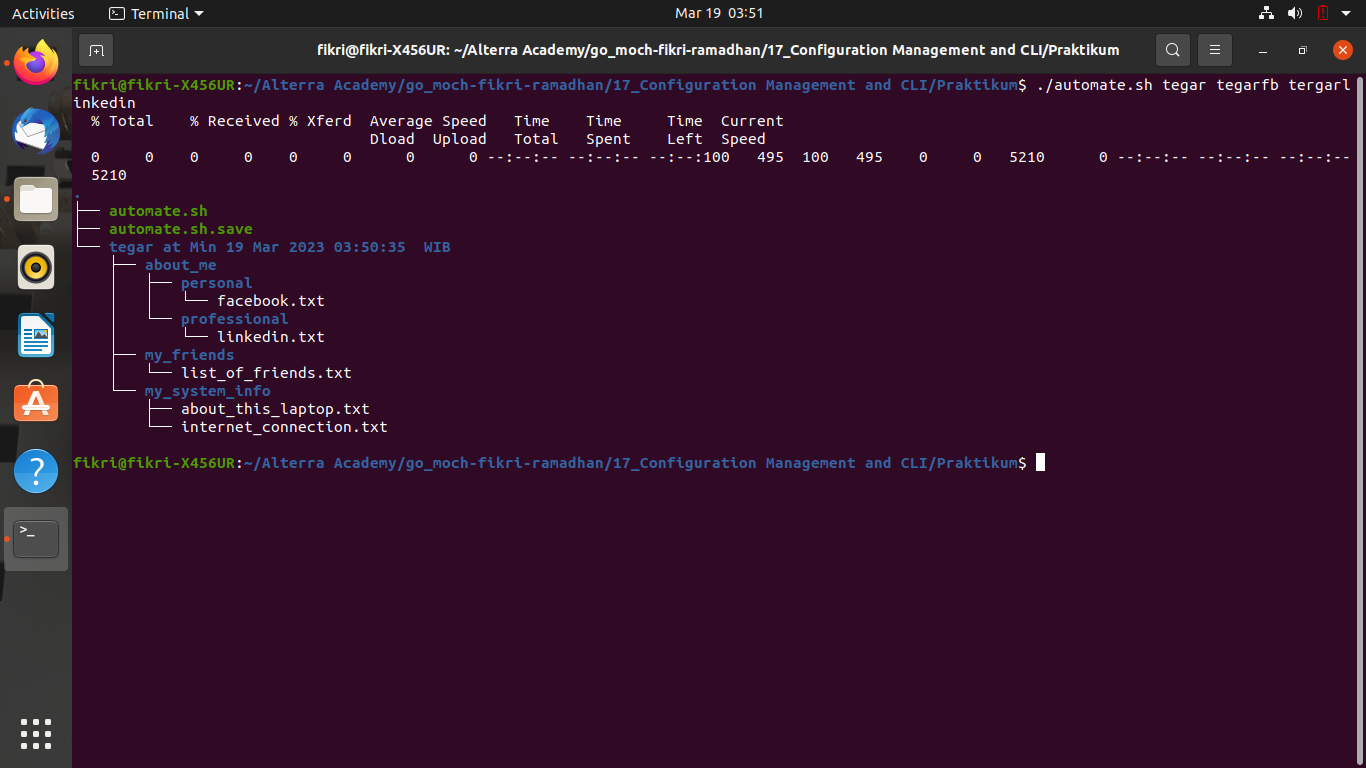 Activities Terminal Mar 19 03:51
fikri@fikri-X456UR: ~/Alterra Academy/go_moch-fikri-ramadhan/17_Configuration Management and CLI/Praktikum
fikri@fikri-X456UR:~/Alterra Academy/go_moch-fikri-ramadhan/17_Configuration Management and CLI/Praktikum$ ./automate.sh tegar tegarfb tergarl
inkedin
  % Total    % Received % Xferd  Average Speed   Time    Time     Time  Current
                                 Dload  Upload   Total   Spent    Left  Speed
  0     0    0     0    0     0      0      0 --:--:-- --:--:-- --:--:100   495  100   495    0     0   5210      0 --:--:-- --:--:-- --:--:--
  5210
.
├── automate.sh
├── automate.sh.save
└── tegar at Min 19 Mar 2023 03:50:35  WIB
    ├── about_me
    │   ├── personal
    │   │   └── facebook.txt
    │   └── professional
    │       └── linkedin.txt
    ├── my_friends
    │   └── list_of_friends.txt
    └── my_system_info
        ├── about_this_laptop.txt
        └── internet_connection.txt
fikri@fikri-X456UR:~/Alterra Academy/go_moch-fikri-ramadhan/17_Configuration Management and CLI/Praktikum$